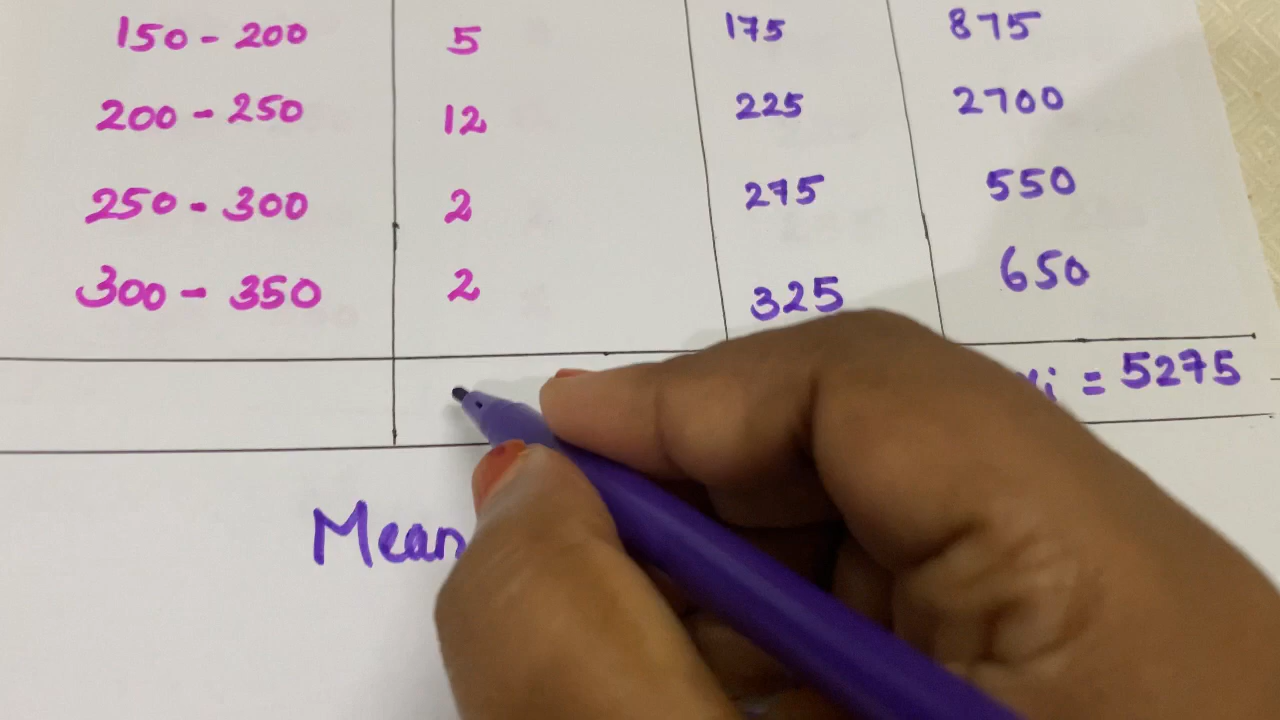 150 - 200 5 175 875
200 - 250 12 225 2700
250 - 300 2 275 550
300 - 350 2 325 650
= 5275
Mean